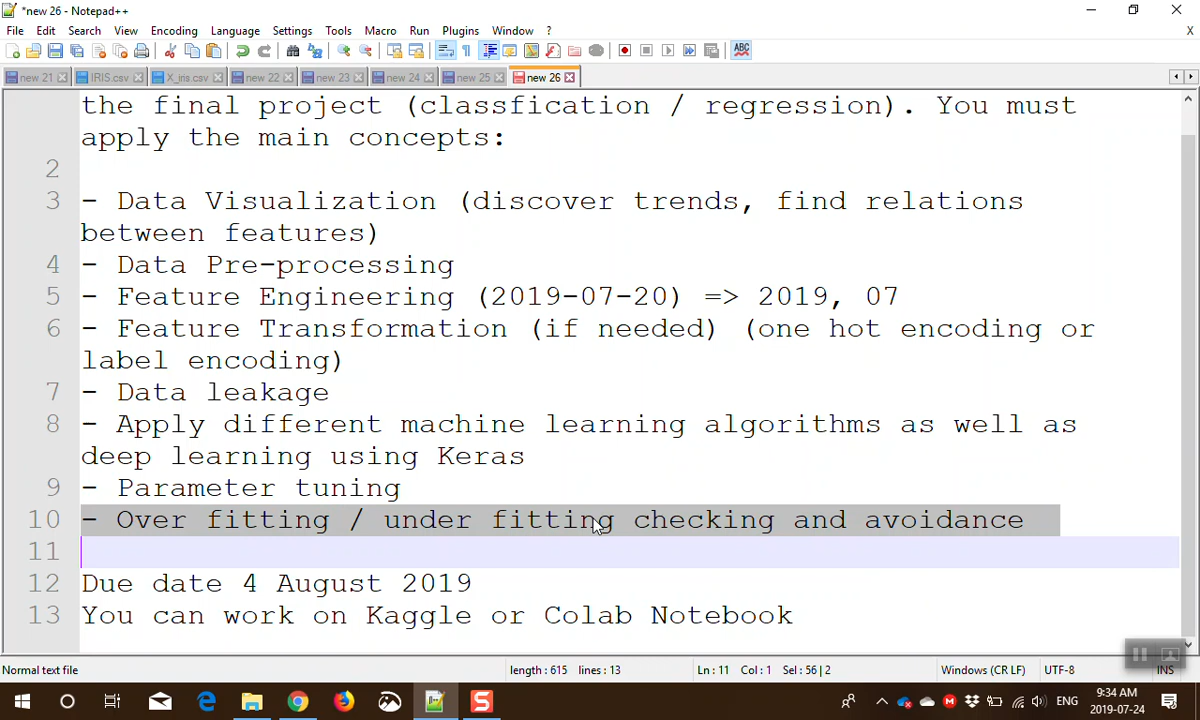 *new 26 - Notepad++
File Edit Search View Encoding Language Settings Tools Macro Run Plugins Window ? X
new 21 IRIS.csv X_iris.csv new 22 new 23 new 24 new 25 new 26
the final project (classfication / regression). You must
apply the main concepts:
2
3 - Data Visualization (discover trends, find relations
between features)
4 - Data Pre-processing
5 - Feature Engineering (2019-07-20) => 2019, 07
6 - Feature Transformation (if needed) (one hot encoding or
label encoding)
7 - Data leakage
8 - Apply different machine learning algorithms as well as
deep learning using Keras
9 - Parameter tuning
10 - Over fitting / under fitting checking and avoidance
11
12 Due date 4 August 2019
13 You can work on Kaggle or Colab Notebook
Normal text file length : 615 lines : 13 Ln : 11 Col : 1 Sel : 56 | 2 Windows (CR LF) UTF-8 INS
ENG 9:34 AM
2019-07-24